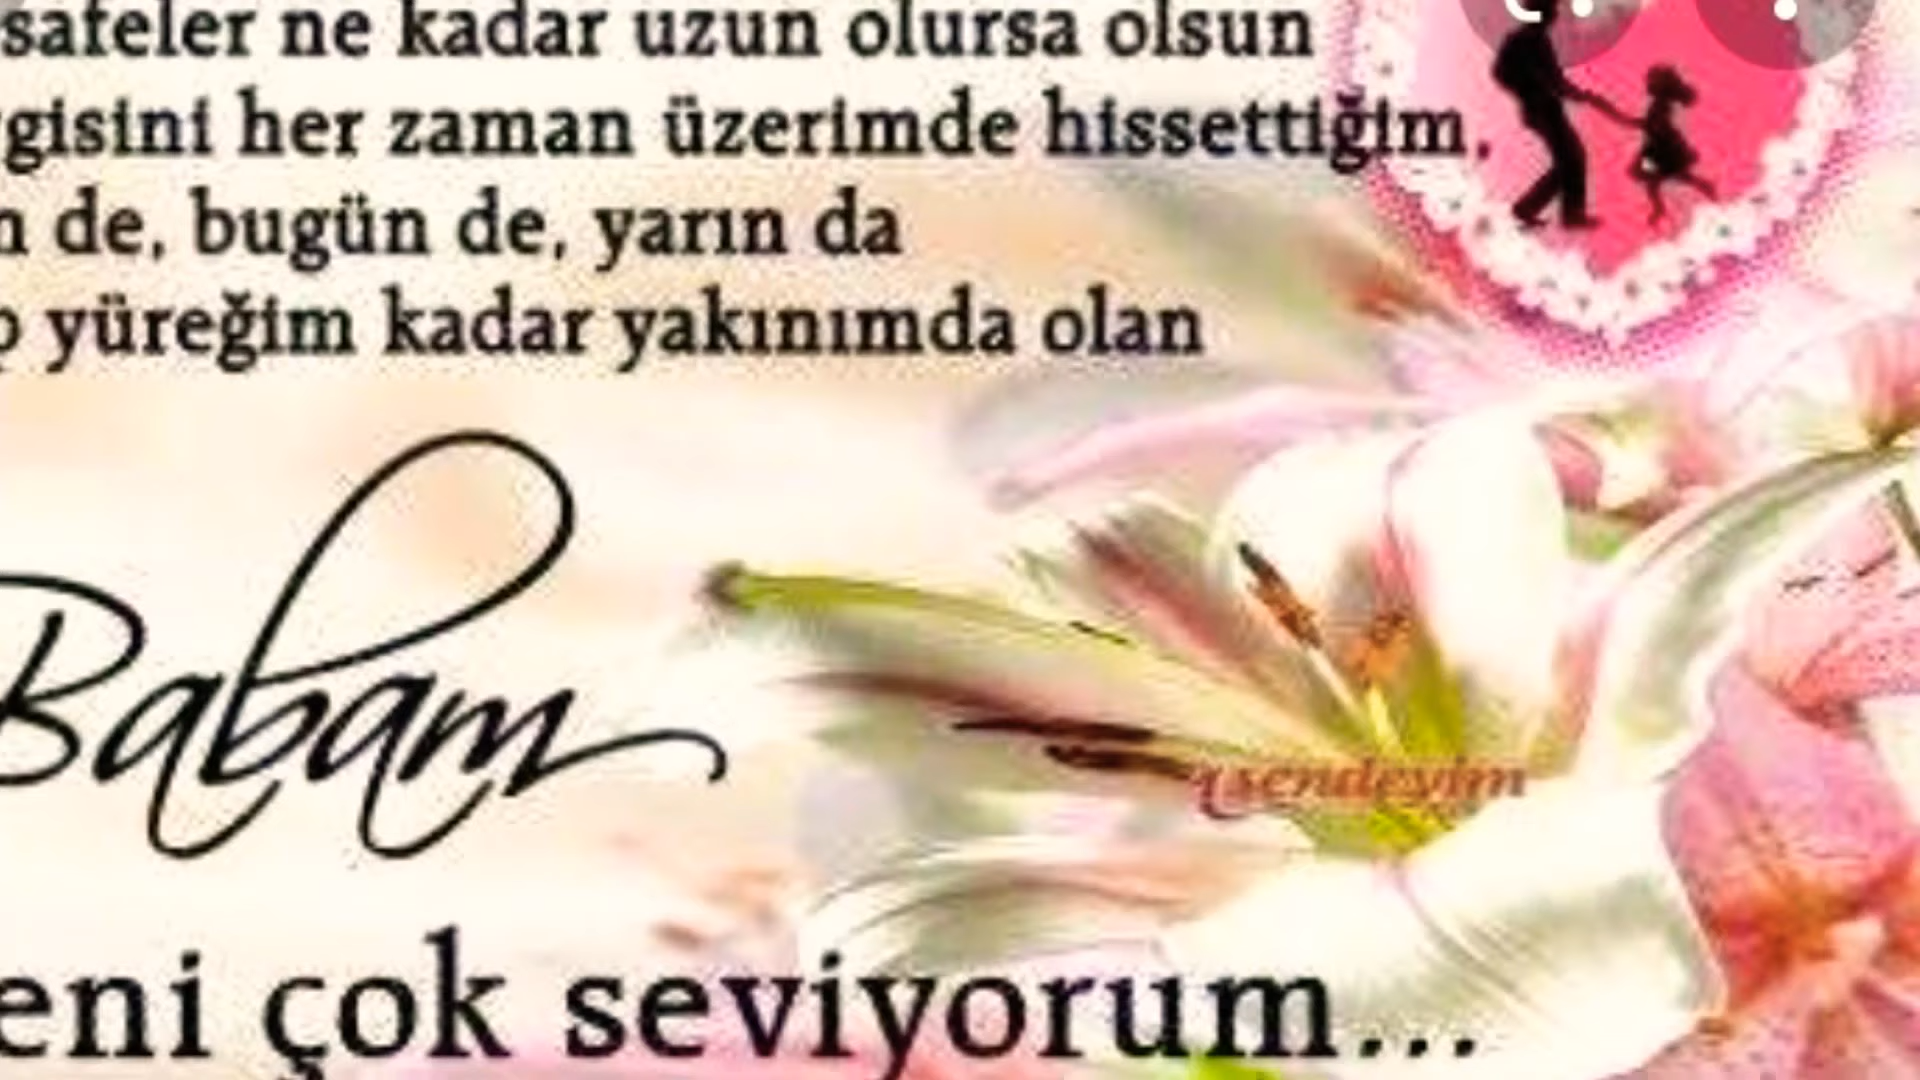 safeler ne kadar uzun olursa olsun
gisini her zaman üzerimde hissettiğim,
n de, bugün de, yarın da
p yüreğim kadar yakınımda olan
Babam
sendeyim
eni çok seviyorum...